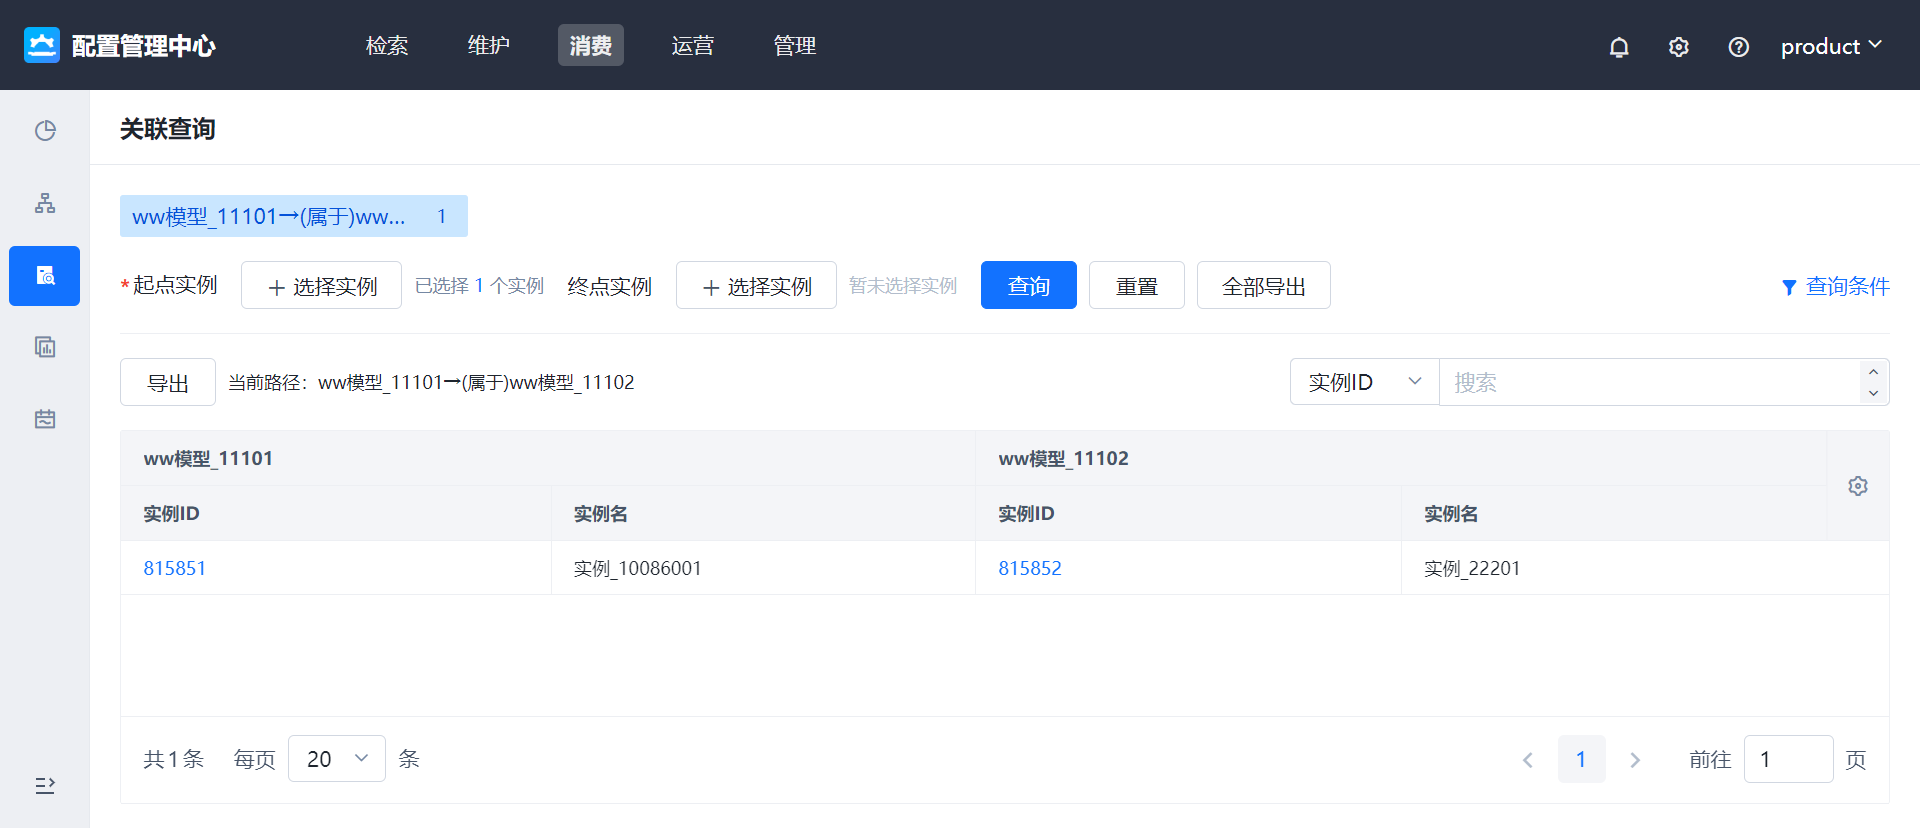 配置管理中心 检索 维护 消费 运营 管理 product
关联查询
ww模型_11101→(属于)ww... 1
*起点实例 + 选择实例 已选择 1 个实例 终点实例 + 选择实例 暂未选择实例 查询 重置 全部导出 查询条件
导出 当前路径：ww模型_11101→(属于)ww模型_11102 实例ID 搜索
ww模型_11101 ww模型_11102
实例ID 实例名 实例ID 实例名
815851 实例_10086001 815852 实例_22201
共 1 条 每页 20 条 1 前往 1 页